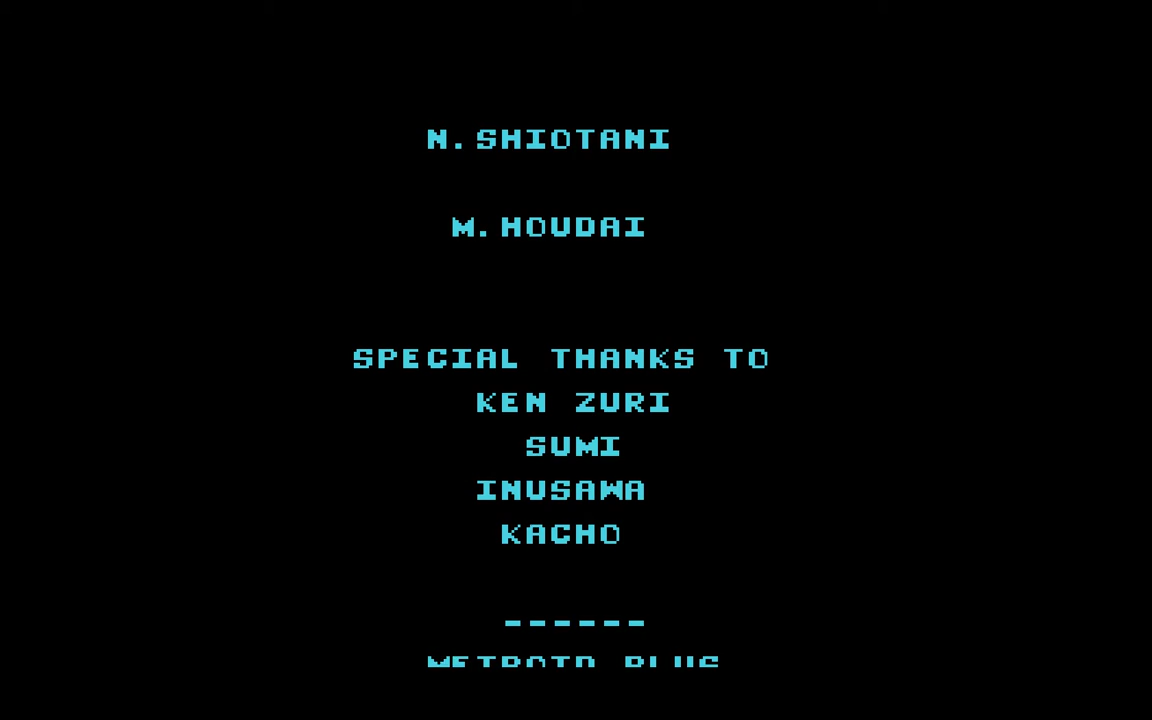 N.SHIOTANI
M.HOUDAI
SPECIAL THANKS TO
KEN ZURI
SUMI
INUSAWA
KACHO
------